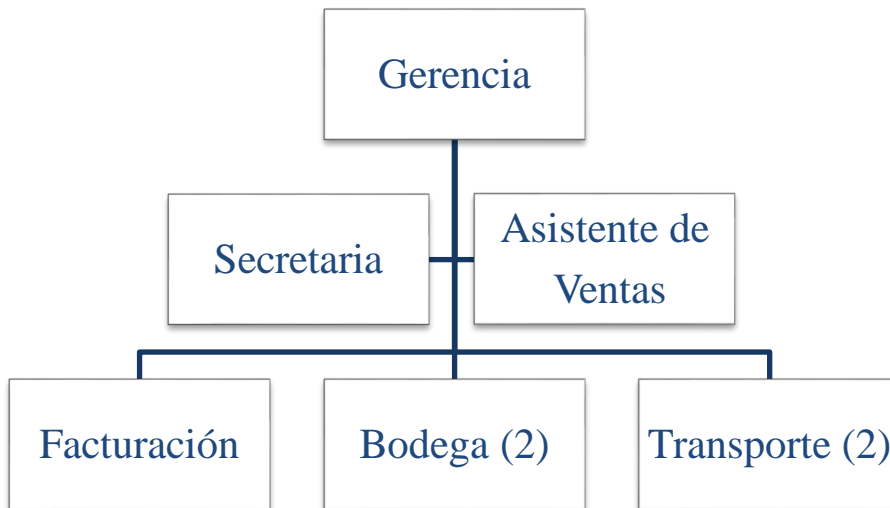 Gerencia
Secretaria
Asistente de
Ventas
Facturación
Bodega (2)
Transporte (2)